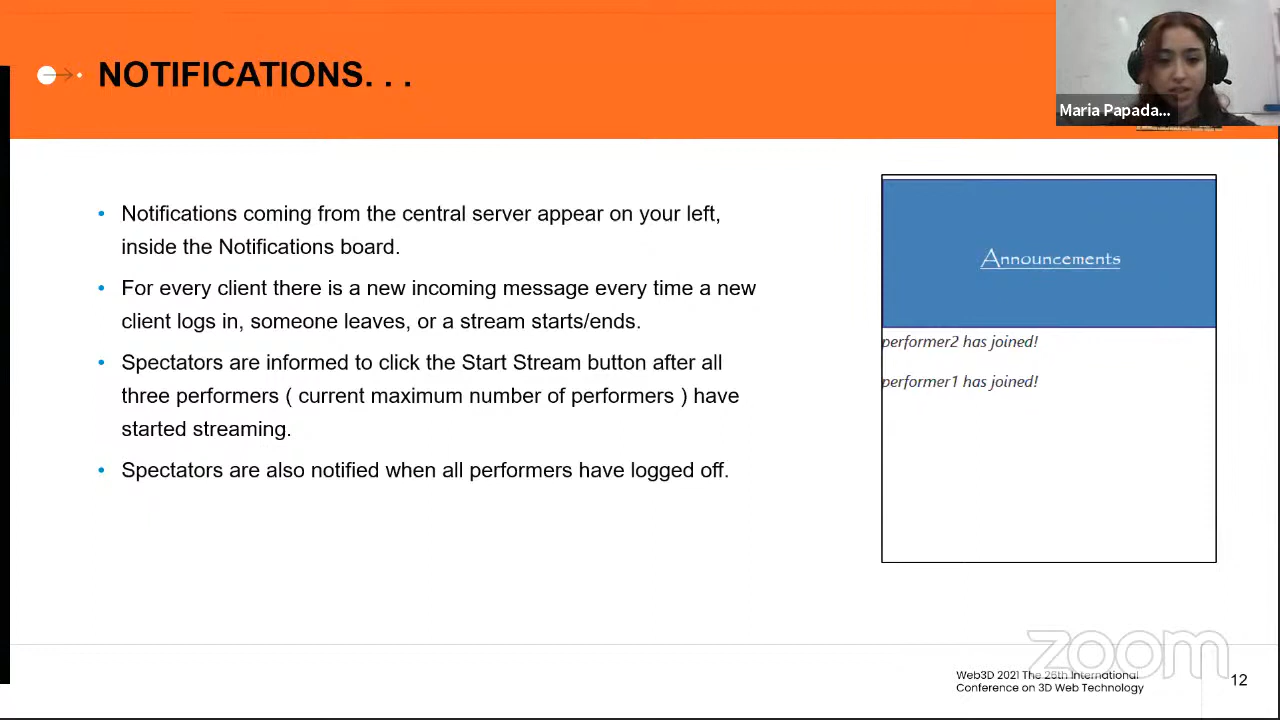 NOTIFICATIONS. . .
Maria Papada...
• Notifications coming from the central server appear on your left,
inside the Notifications board.
• For every client there is a new incoming message every time a new
client logs in, someone leaves, or a stream starts/ends.
• Spectators are informed to click the Start Stream button after all
three performers ( current maximum number of performers ) have
started streaming.
• Spectators are also notified when all performers have logged off.
Announcements
performer2 has joined!
performer1 has joined!
zoom
Web3D 2021 The 26th International
Conference on 3D Web Technology
12